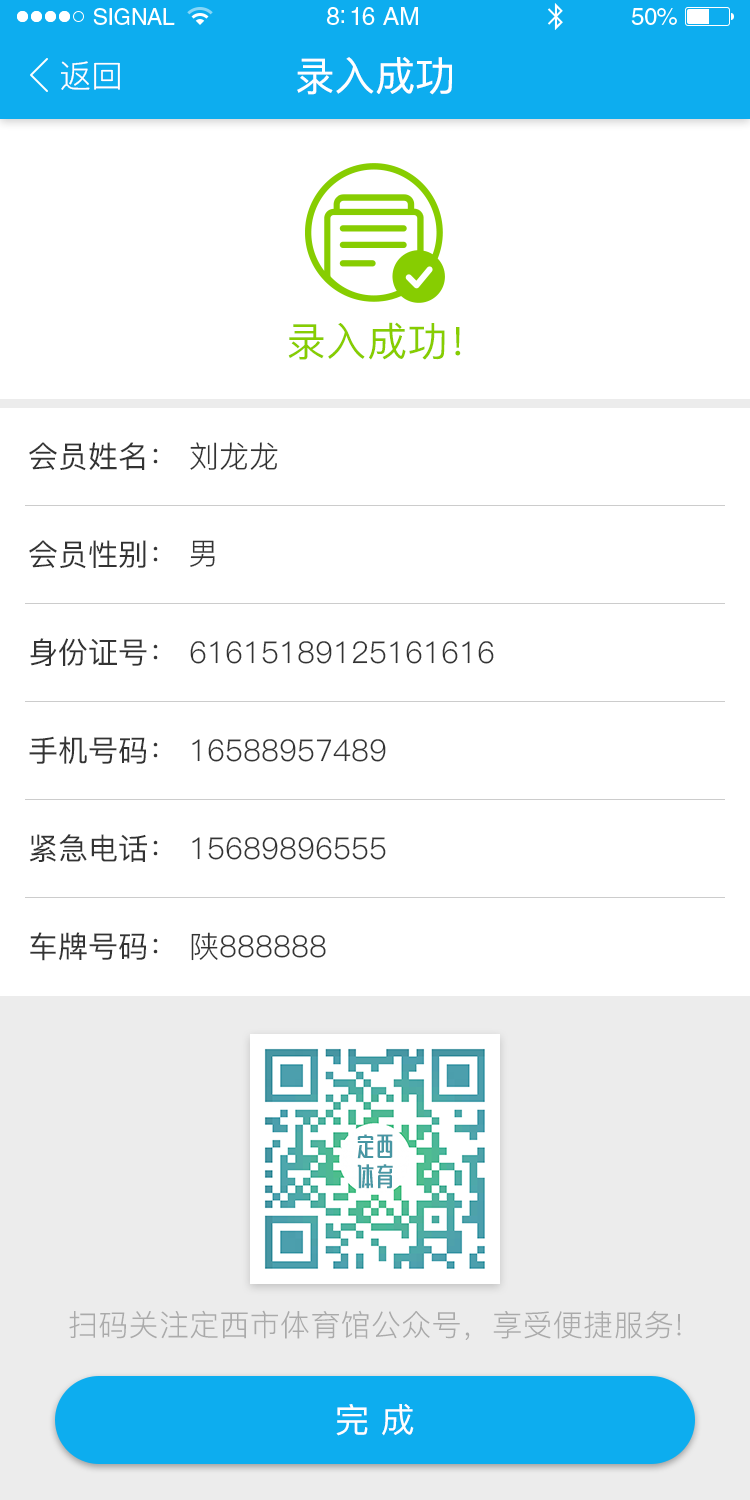 SIGNAL 8:16 AM 50%
返回 录入成功
录入成功!
会员姓名: 刘龙龙
会员性别: 男
身份证号: 61615189125161616
手机号码: 16588957489
紧急电话: 15689896555
车牌号码: 陕888888
定西
体育
扫码关注定西市体育馆公众号，享受便捷服务!
完 成